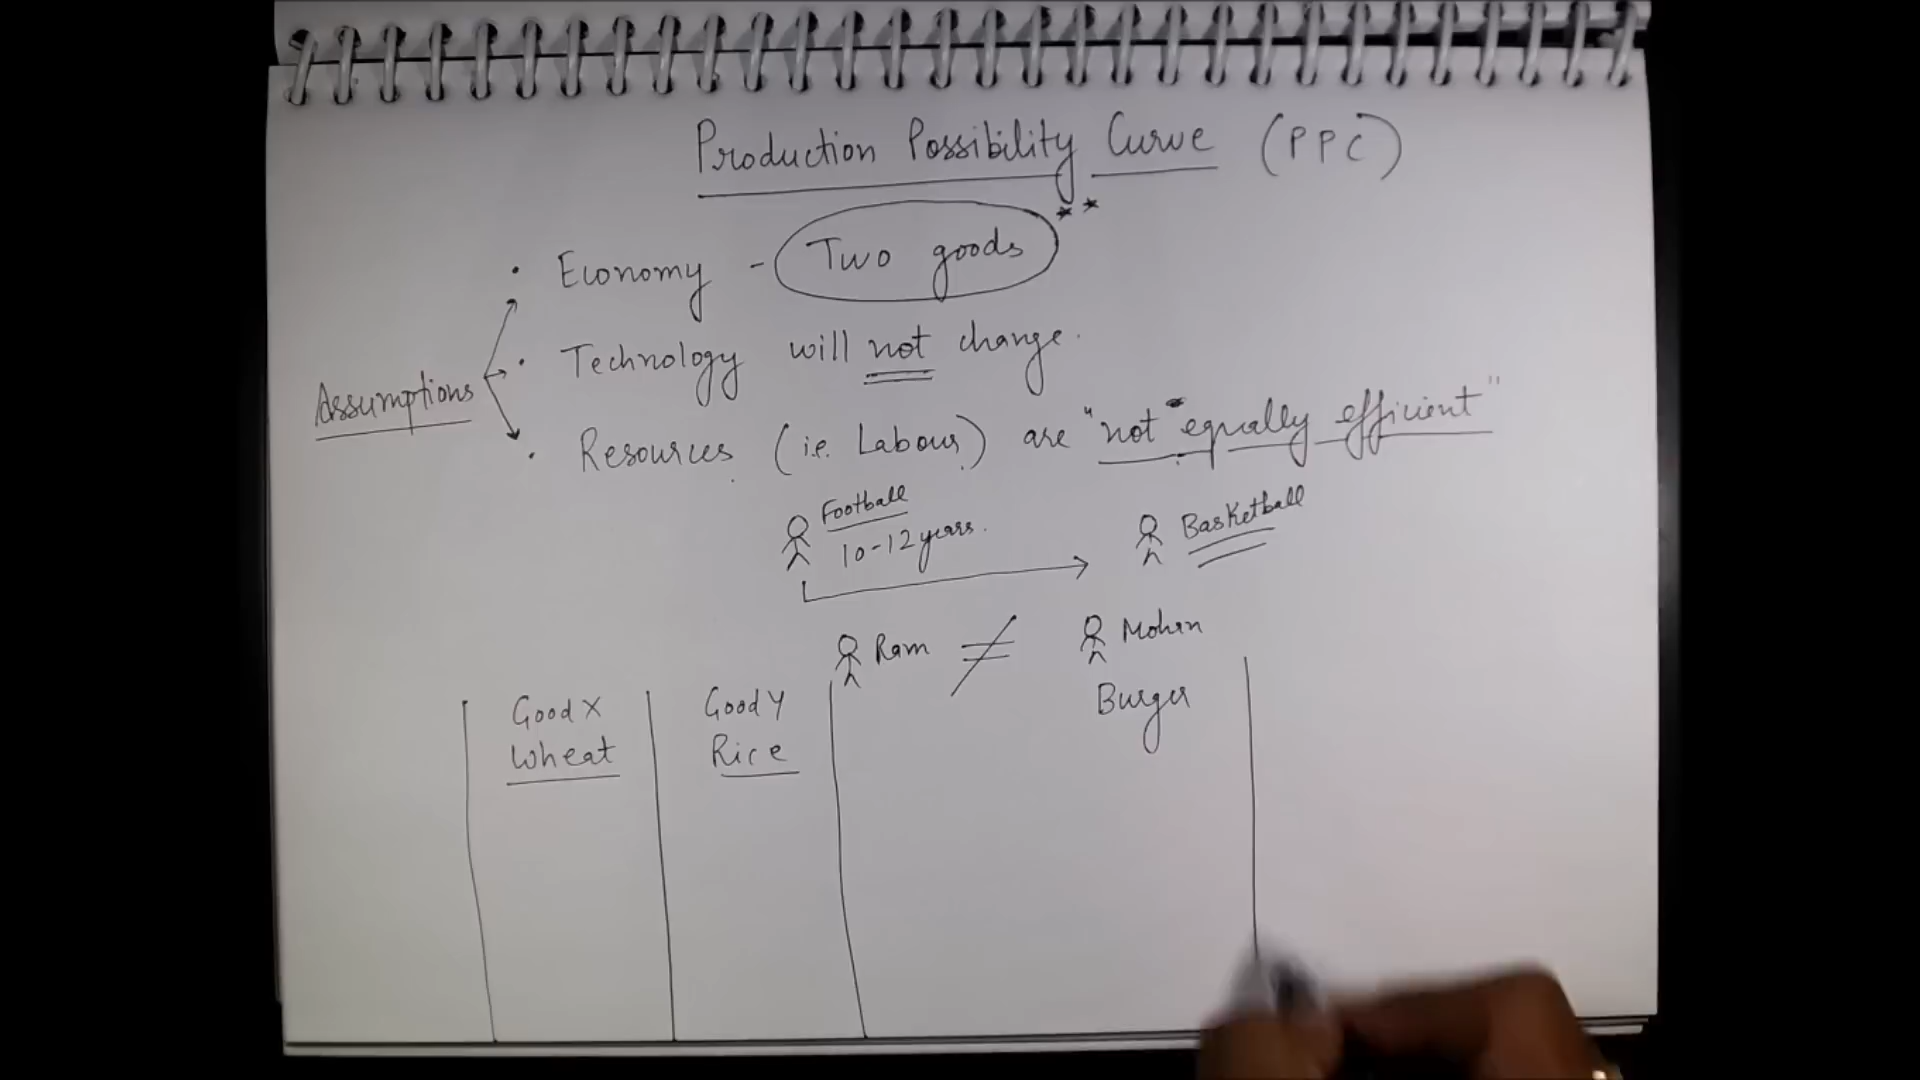 Production Possibility Curve (PPC)
• Economy - Two goods **
Assumptions
• Technology will not change.
• Resources (i.e. Labour) are "not equally efficient"
Football
10-12 years.
Basketball
Ram ≠ Mohan
Good X
Wheat
Good Y
Rice
Burger